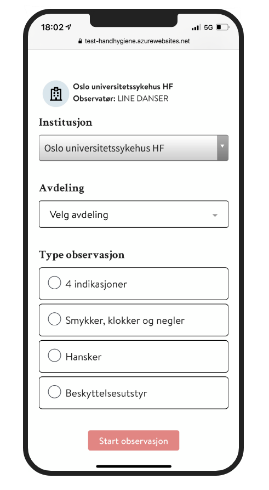 18:02
5G
test-handhygiene.azurewebsites.net
Oslo universitetssykehus HF
Observatør: LINE DANSER
Institusjon
Oslo universitetssykehus HF
Avdeling
Velg avdeling
Type observasjon
4 indikasjoner
Smykker, klokker og negler
Hansker
Beskyttelsesutstyr
Start observasjon